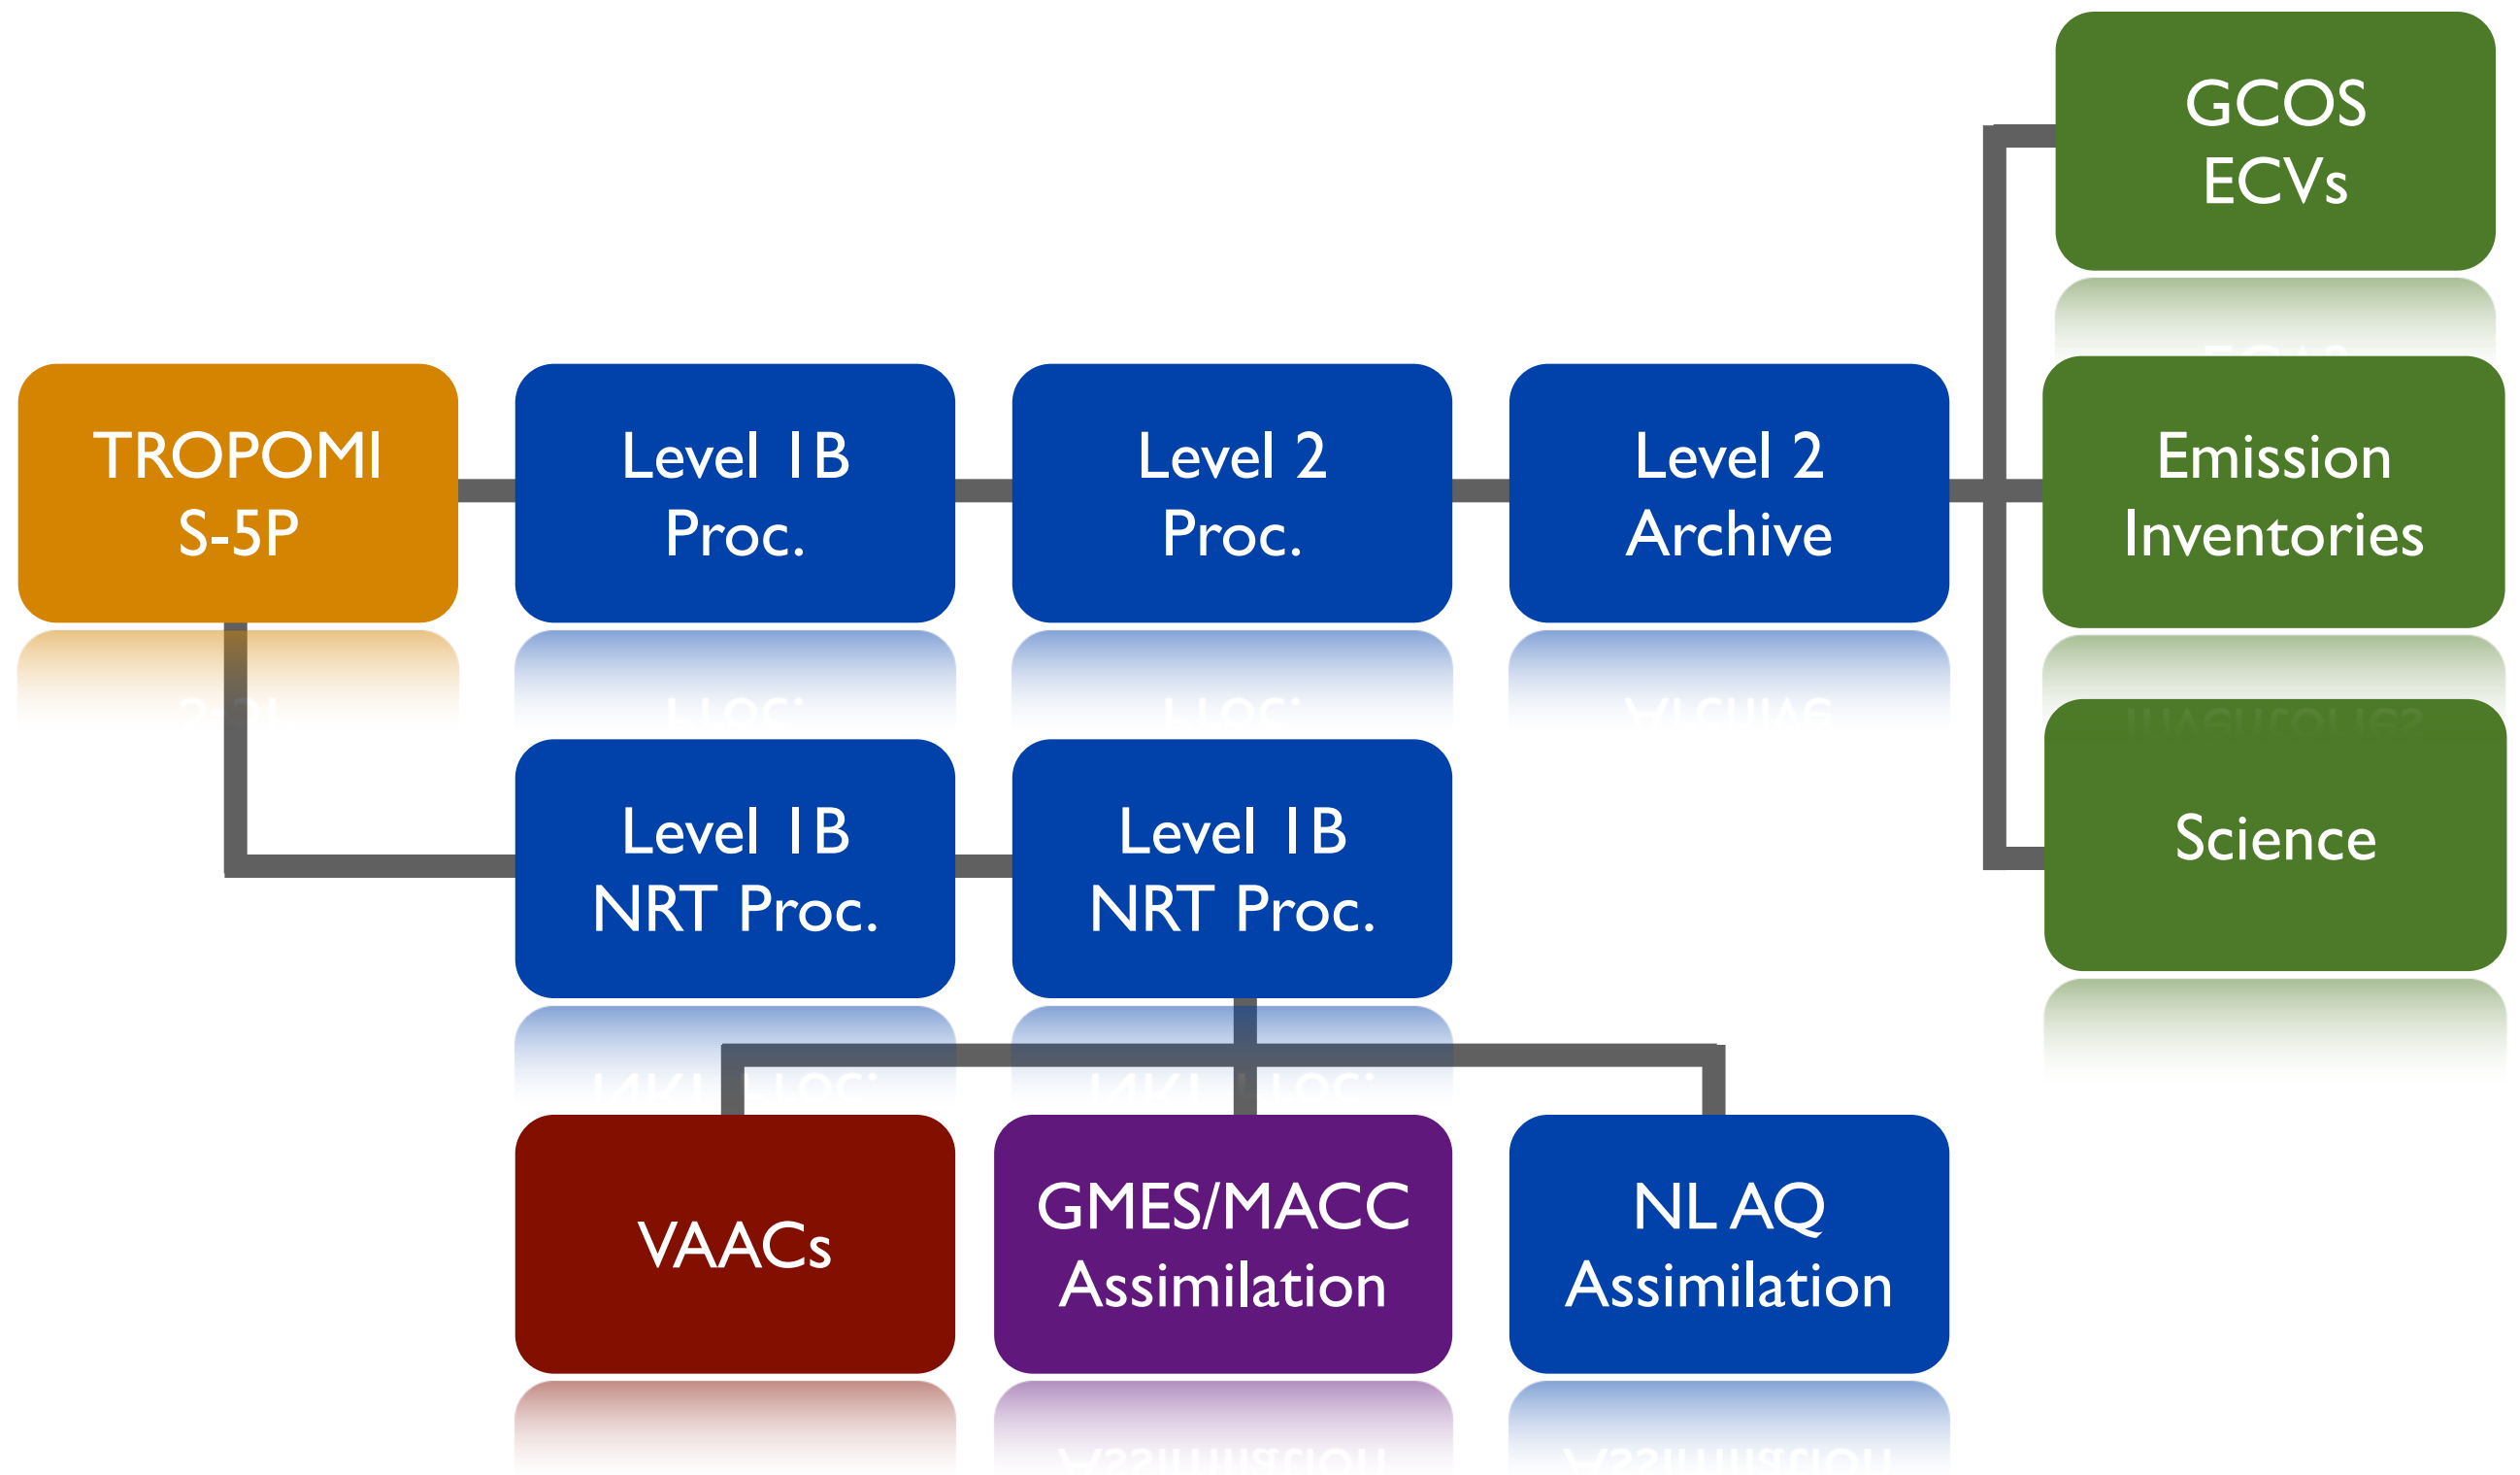 GCOS
ECVs
TROPOMI
S-5P
Level 1B
Proc.
Level 2
Proc.
Level 2
Archive
Emission
Inventories
Level 1B
NRT Proc.
Level 1B
NRT Proc.
Science
VAACs
GMES/MACC
Assimilation
NL AQ
Assimilation